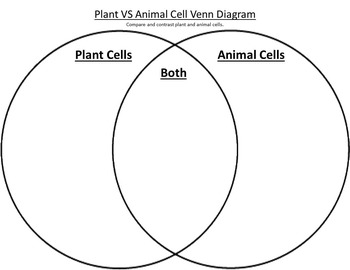 Plant VS Animal Cell Venn Diagram
Compare and contrast plant and animal cells.
Plant Cells
Animal Cells
Both